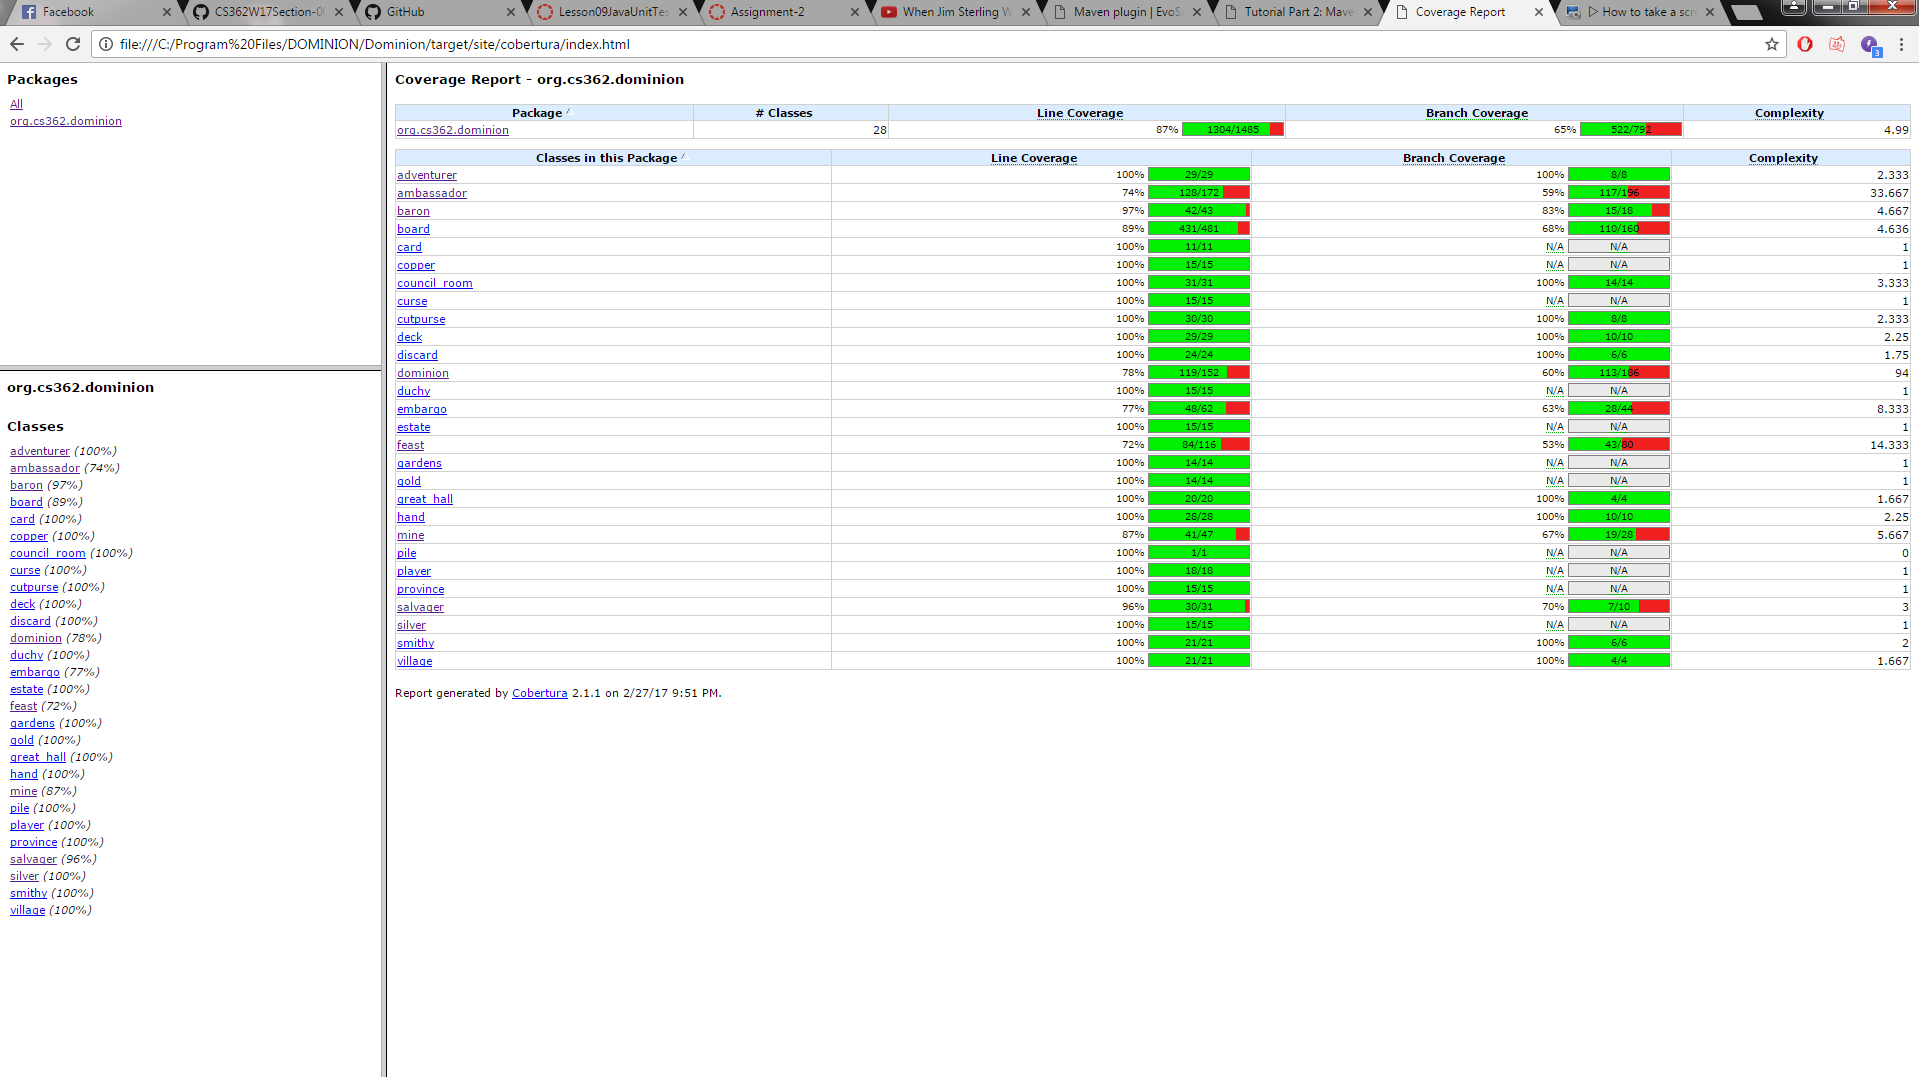 Facebook
CS362W17Section-00
GitHub
Lesson09JavaUnitTes
Assignment-2
When Jim Sterling W
Maven plugin | EvoS
Tutorial Part 2: Mave
Coverage Report
How to take a scr
file:///C:/Program%20Files/DOMINION/Dominion/target/site/cobertura/index.html
3
Packages
All
org.cs362.dominion
org.cs362.dominion
Classes
adventurer (100%)
ambassador (74%)
baron (97%)
board (89%)
card (100%)
copper (100%)
council_room (100%)
curse (100%)
cutpurse (100%)
deck (100%)
discard (100%)
dominion (78%)
duchy (100%)
embargo (77%)
estate (100%)
feast (72%)
gardens (100%)
gold (100%)
great_hall (100%)
hand (100%)
mine (87%)
pile (100%)
player (100%)
province (100%)
salvager (96%)
silver (100%)
smithy (100%)
village (100%)
Coverage Report - org.cs362.dominion
Package # Classes Line Coverage Branch Coverage Complexity
org.cs362.dominion 28 87% 1304/1485 65% 522/792 4.99
Classes in this Package Line Coverage Branch Coverage Complexity
adventurer 100% 29/29 100% 8/8 2.333
ambassador 74% 128/172 59% 117/196 33.667
baron 97% 42/43 83% 15/18 4.667
board 89% 431/481 68% 110/160 4.636
card 100% 11/11 N/A N/A 1
copper 100% 15/15 N/A N/A 1
council_room 100% 31/31 100% 14/14 3.333
curse 100% 15/15 N/A N/A 1
cutpurse 100% 30/30 100% 8/8 2.333
deck 100% 29/29 100% 10/10 2.25
discard 100% 24/24 100% 6/6 1.75
dominion 78% 119/152 60% 113/186 94
duchy 100% 15/15 N/A N/A 1
embargo 77% 48/62 63% 28/44 8.333
estate 100% 15/15 N/A N/A 1
feast 72% 84/116 53% 43/80 14.333
gardens 100% 14/14 N/A N/A 1
gold 100% 14/14 N/A N/A 1
great_hall 100% 20/20 100% 4/4 1.667
hand 100% 28/28 100% 10/10 2.25
mine 87% 41/47 67% 19/28 5.667
pile 100% 1/1 N/A N/A 0
player 100% 18/18 N/A N/A 1
province 100% 15/15 N/A N/A 1
salvager 96% 30/31 70% 7/10 3
silver 100% 15/15 N/A N/A 1
smithy 100% 21/21 100% 6/6 2
village 100% 21/21 100% 4/4 1.667
Report generated by Cobertura 2.1.1 on 2/27/17 9:51 PM.